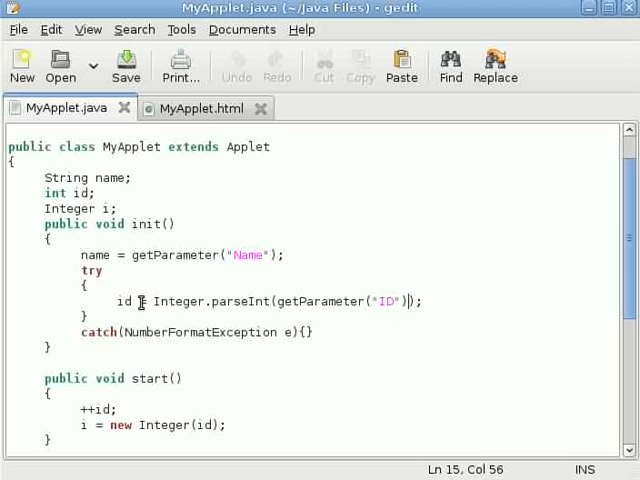 MyApplet.java (~/Java Files) - gedit
File Edit View Search Tools Documents Help
New Open Save Print... Undo Redo Cut Copy Paste Find Replace
MyApplet.java MyApplet.html
public class MyApplet extends Applet
{
String name;
int id;
Integer i;
public void init()
{
name = getParameter("Name");
try
{
id = Integer.parseInt(getParameter("ID"));
}
catch(NumberFormatException e){}
}
public void start()
{
++id;
i = new Integer(id);
}
Ln 15, Col 56 INS